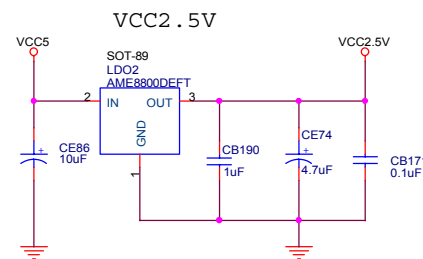 VCC2.5V
VCC5
VCC2.5V
SOT-89
LDO2
AME8800DEFT
2
IN
OUT
3
GND
1
CE86
10uF
+
CB190
1uF
CE74
+
4.7uF
CB171
0.1uF